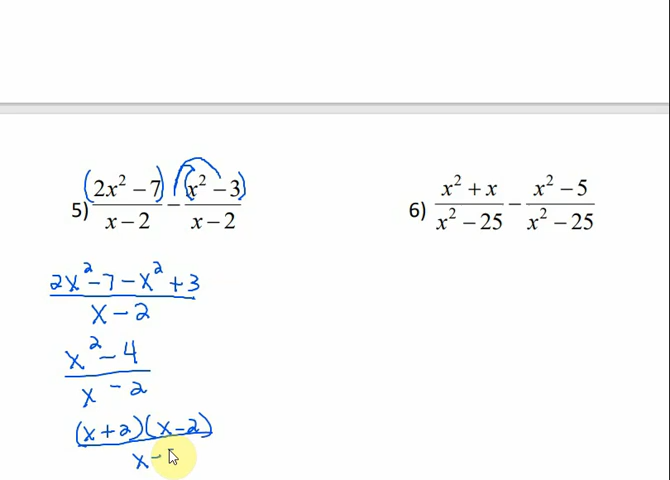 5) (2x² − 7)/(x − 2) − (x² − 3)/(x − 2)
6) (x² + x)/(x² − 25) − (x² − 5)/(x² − 25)
2x² − 7 − x² + 3
x − 2
x² − 4
x − 2
(x + 2)(x − 2)
x −